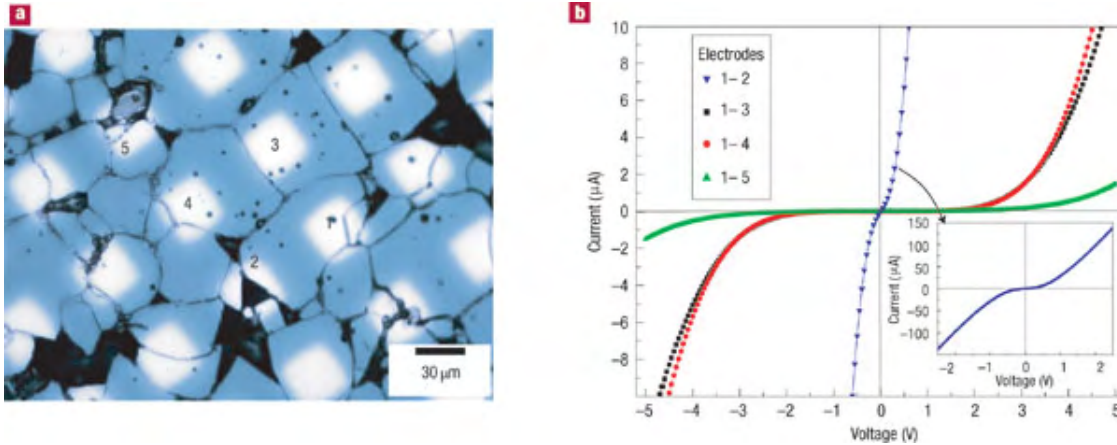 a
3
5
4
1
2
30 μm
b
Electrodes
1–2
1–3
1–4
1–5
Current (μA)
10
8
6
4
2
0
−2
−4
−6
−8
−5 −4 −3 −2 −1 0 1 2 3 4 5
Voltage (V)
Current (μA)
150
100
50
0
−50
−100
−2 −1 0 1 2
Voltage (V)